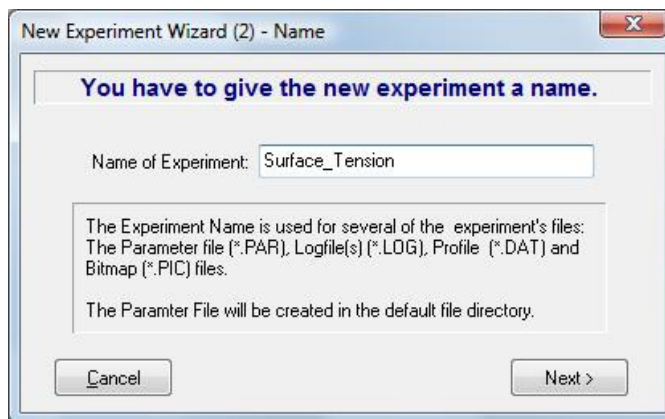 New Experiment Wizard (2) - Name
You have to give the new experiment a name.
Name of Experiment: Surface_Tension
The Experiment Name is used for several of the experiment's files:
The Parameter file (*.PAR), Logfile(s) (*.LOG), Profile (*.DAT) and
Bitmap (*.PIC) files.
The Paramter File will be created in the default file directory.
Cancel Next >